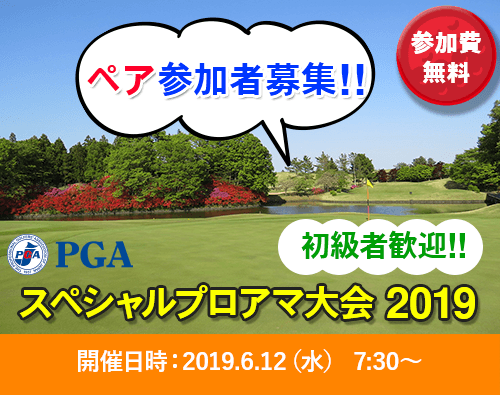 参加費
無料
ペア参加者募集!!
初級者歓迎!!
PGA
スペシャルプロアマ大会 2019
開催日時：2019.6.12（水） 7:30〜